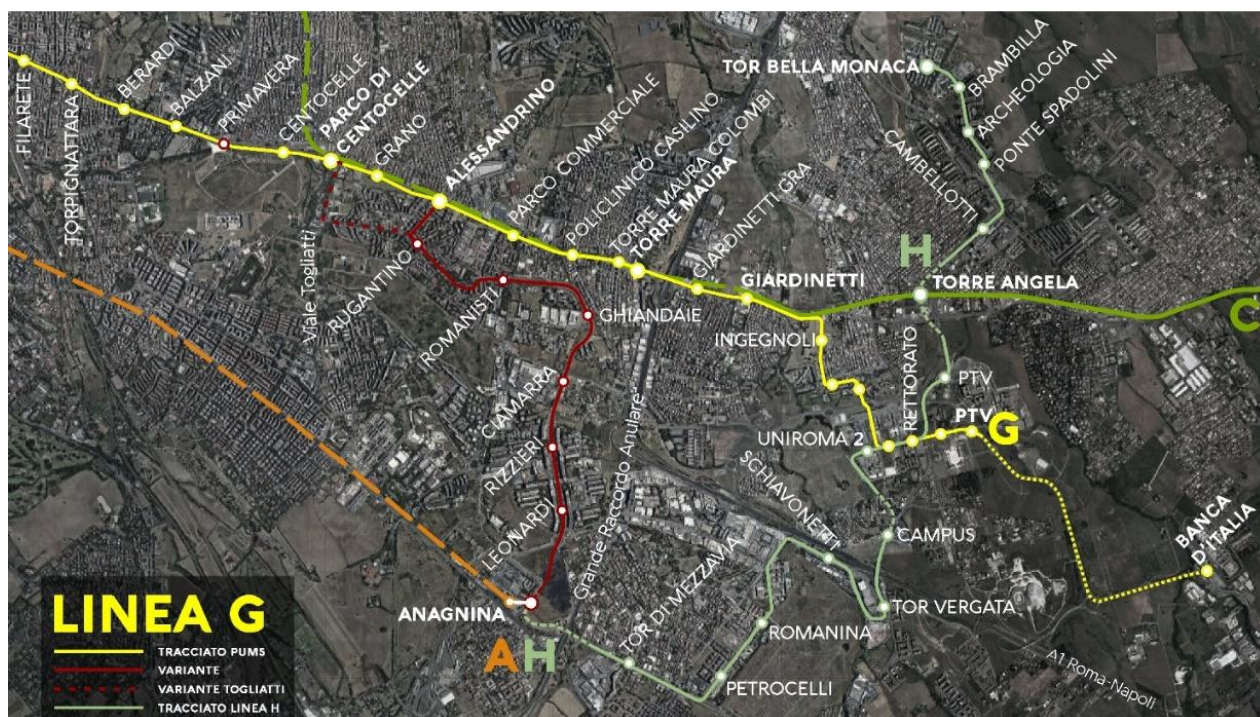 FILARETE
TORPIGNATTARA
BERARDI
BALZANI
PRIMAVERA
CENTOCELLE
PARCO DI
CENTOCELLE
GRANO
ALESSANDRINO
PARCO COMMERCIALE
POLICLINICO CASILINO
TORRE MAURA COLOMBI
TORRE MAURA
GIARDINETTI GRA
GIARDINETTI
TOR BELLA MONACA
BRAMBILLA
ARCHEOLOGIA
PONTE SPADOLINI
CAMBELLOTTI
H
TORRE ANGELA
C
Viale Togliatti
RUGANTINO
ROMANISTI
GHIANDAIE
INGEGNOLI
RETTORATO
PTV
PTV
G
UNIROMA 2
CIAMARRA
RIZZIERI
LEONARDI
Grande Raccordo Anulare"
SCHIAVONETTI
CAMPUS
BANCA
D'ITALIA
ANAGNINA
A H
TOR DI MEZZAVIA
TOR VERGATA
ROMANINA
PETROCELLI
A1 Roma-Napoli
LINEA G
TRACCIATO PUMS
VARIANTE
VARIANTE TOGLIATTI
TRACCIATO LINEA H